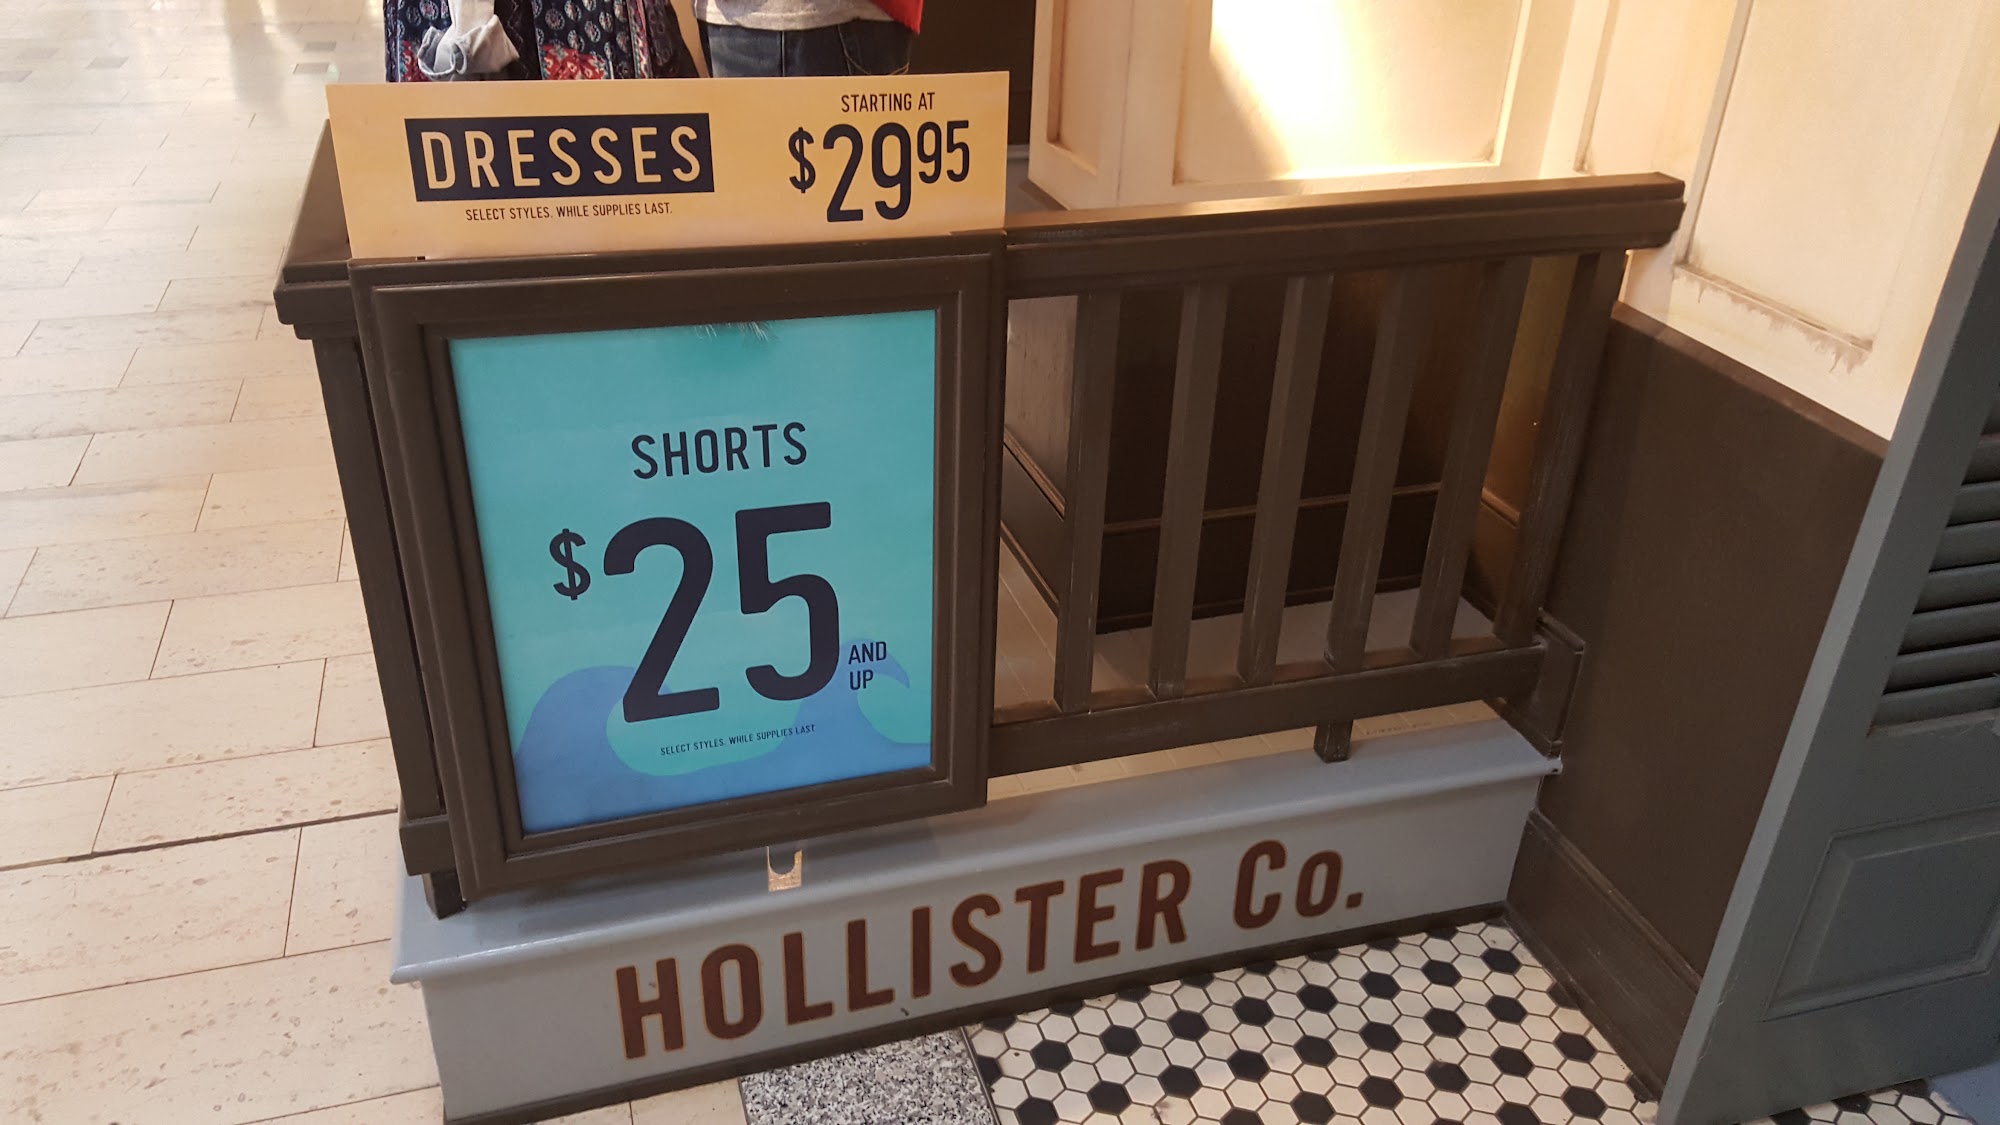 DRESSES
SELECT STYLES. WHILE SUPPLIES LAST.
STARTING AT
$29.95
SHORTS
$25
AND
UP
SELECT STYLES. WHILE SUPPLIES LAST.
HOLLISTER Co.